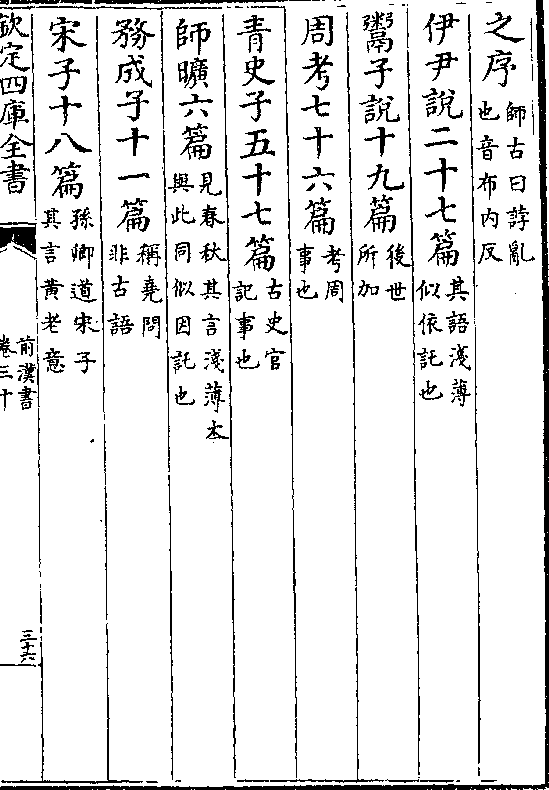 之序師古曰誖亂也音布内反
伊尹說二十七篇其語淺薄似依託也
鬻子說十九篇後世所加
周考七十六篇考周事也
青史子五十七篇古史官記事也
師曠六篇見春秋其言淺薄本與此同似因託也
務成子十一篇稱堯問非古語
宋子十八篇孫卿道宋子其言黃老意
欽定四庫全書
前漢書
卷三十
三十六